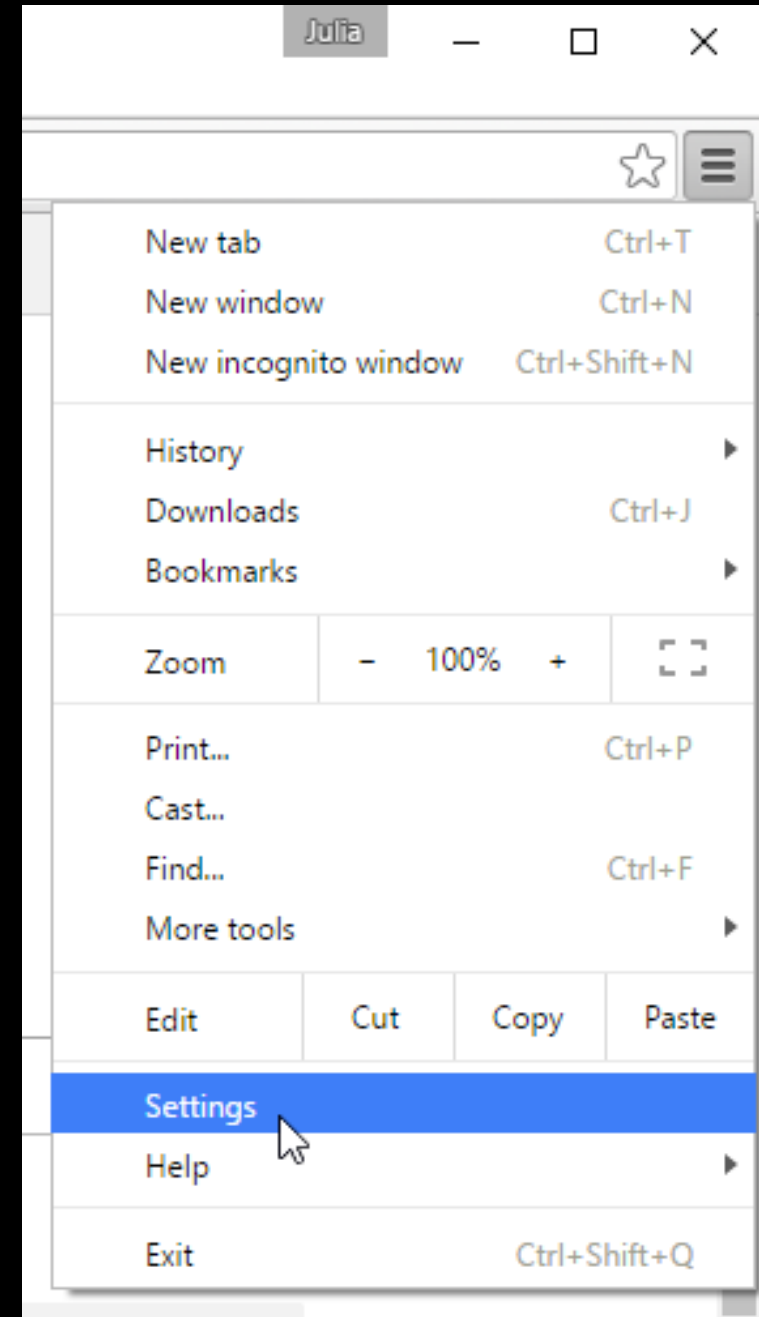 Julia
New tab Ctrl+T
New window Ctrl+N
New incognito window Ctrl+Shift+N
History
Downloads Ctrl+J
Bookmarks
Zoom – 100% +
Print... Ctrl+P
Cast...
Find... Ctrl+F
More tools
Edit Cut Copy Paste
Settings
Help
Exit Ctrl+Shift+Q